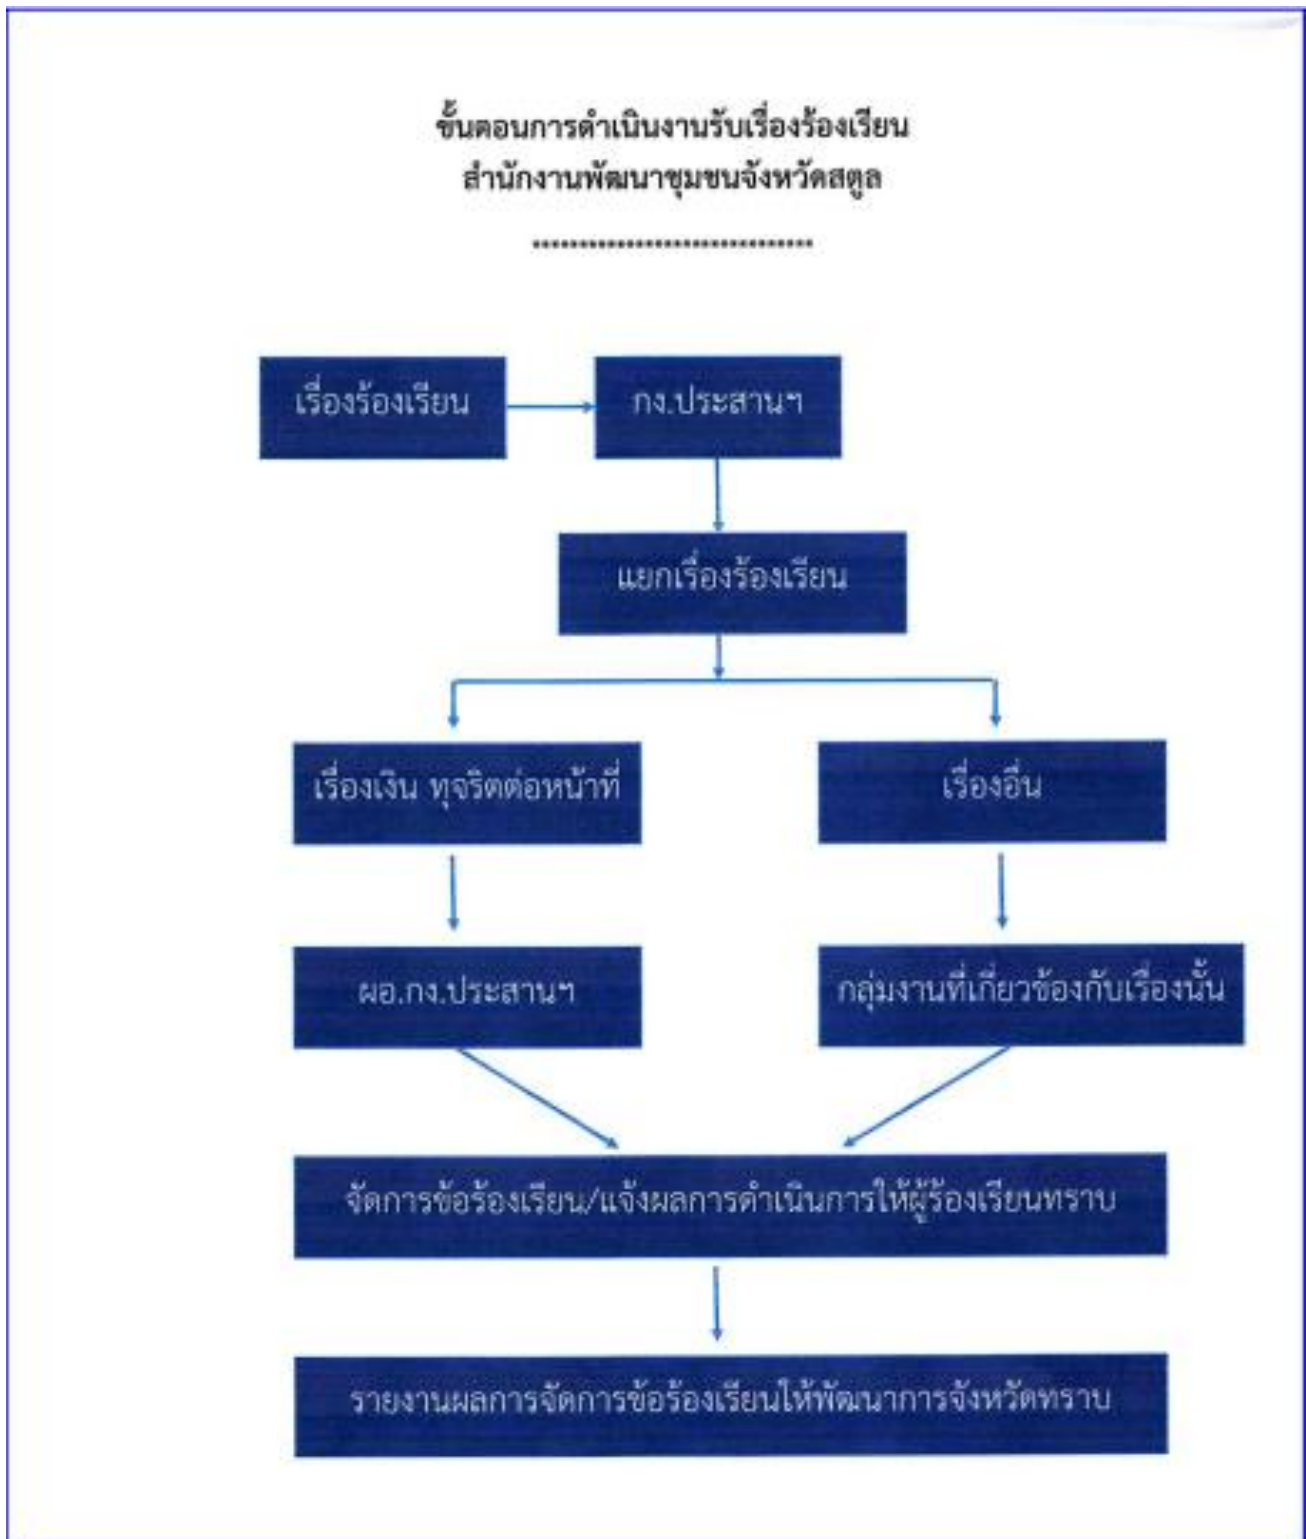 ขั้นตอนการดำเนินงานรับเรื่องร้องเรียน
สำนักงานพัฒนาชุมชนจังหวัดสตูล
******************************
เรื่องร้องเรียน
กง.ประสานฯ
แยกเรื่องร้องเรียน
เรื่องเงิน ทุจริตต่อหน้าที่
เรื่องอื่น
ผอ.กง.ประสานฯ
กลุ่มงานที่เกี่ยวข้องกับเรื่องนั้น
จัดการข้อร้องเรียน/แจ้งผลการดำเนินการให้ผู้ร้องเรียนทราบ
รายงานผลการจัดการข้อร้องเรียนให้พัฒนาการจังหวัดทราบ